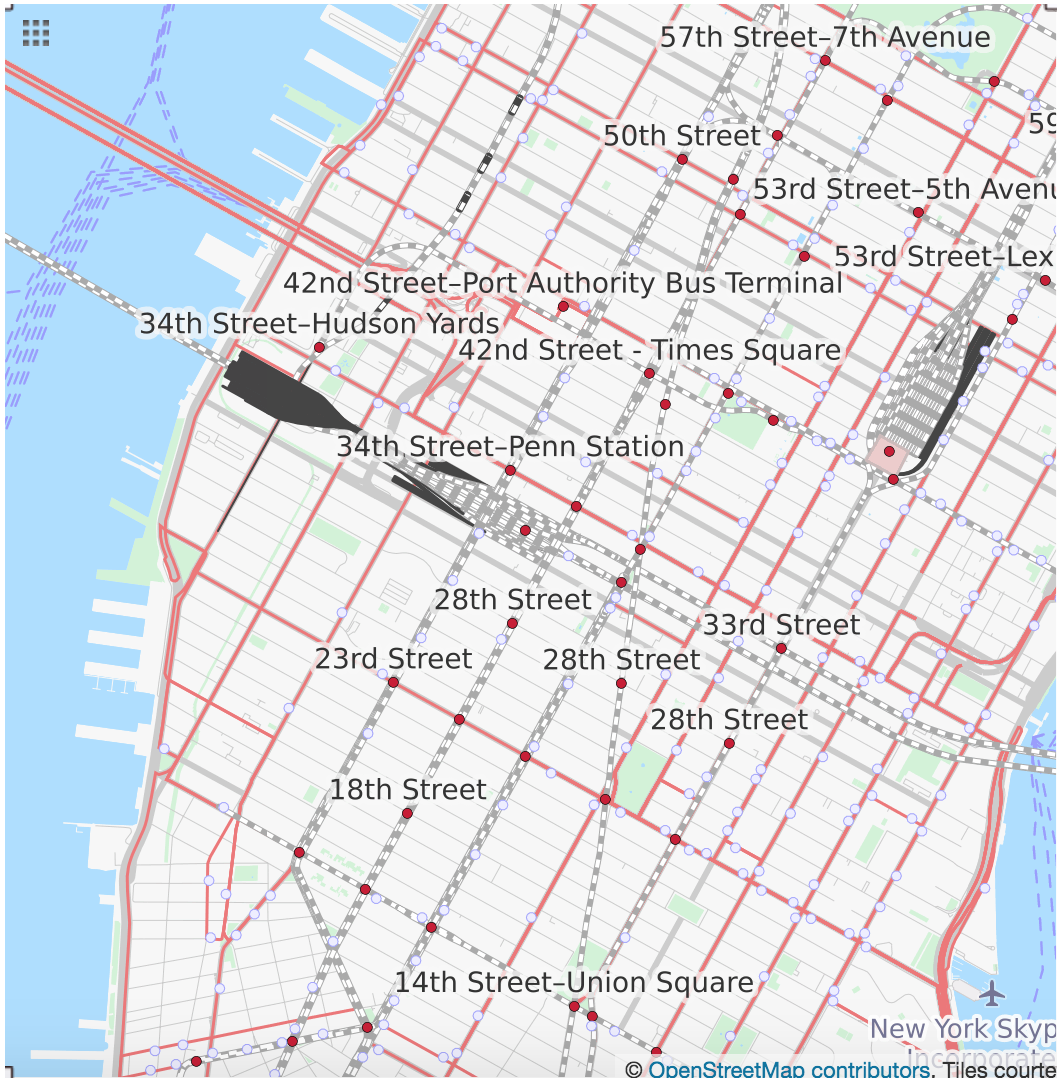 57th Street–7th Avenue
59
50th Street
53rd Street–5th Avenu
53rd Street–Lex
42nd Street–Port Authority Bus Terminal
34th Street–Hudson Yards
42nd Street - Times Square
34th Street–Penn Station
28th Street
33rd Street
23rd Street
28th Street
28th Street
18th Street
14th Street–Union Square
New York Skyp
Incorporate
© OpenStreetMap contributors. Tiles courte